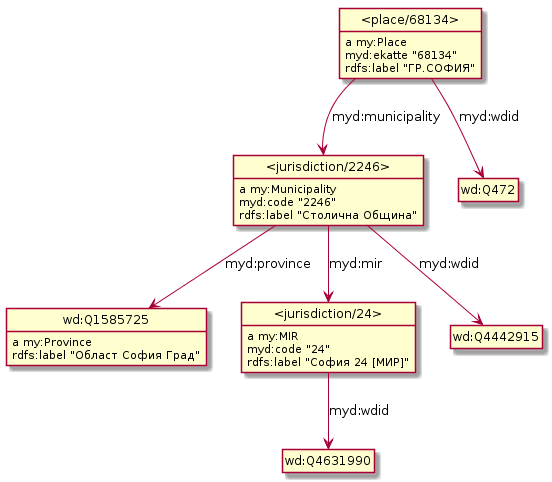 <place/68134>
a my:Place
myd:ekatte "68134"
rdfs:label "ГР.СОФИЯ"
myd:municipality
myd:wdid
<jurisdiction/2246>
a my:Municipality
myd:code "2246"
rdfs:label "Столична Община"
wd:Q472
myd:province
myd:mir
myd:wdid
wd:Q1585725
a my:Province
rdfs:label "Област София Град"
<jurisdiction/24>
a my:MIR
myd:code "24"
rdfs:label "София 24 [МИР]"
wd:Q4442915
myd:wdid
wd:Q4631990